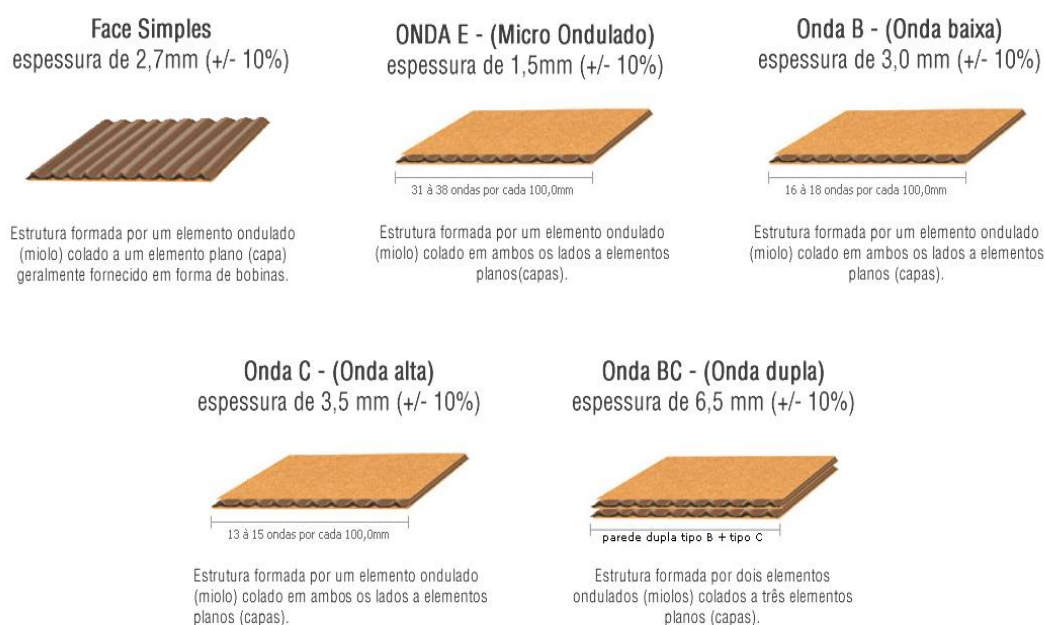 Face Simples
espessura de 2,7mm (+/- 10%)
Estrutura formada por um elemento ondulado
(miolo) colado a um elemento plano (capa)
geralmente fornecido em forma de bobinas.
ONDA E - (Micro Ondulado)
espessura de 1,5mm (+/- 10%)
31 à 38 ondas por cada 100,0mm
Estrutura formada por um elemento ondulado
(miolo) colado em ambos os lados a elementos
planos(capas).
Onda B - (Onda baixa)
espessura de 3,0 mm (+/- 10%)
16 à 18 ondas por cada 100,0mm
Estrutura formada por um elemento ondulado
(miolo) colado em ambos os lados a elementos
planos (capas).
Onda C - (Onda alta)
espessura de 3,5 mm (+/- 10%)
13 à 15 ondas por cada 100,0mm
Estrutura formada por um elemento ondulado
(miolo) colado em ambos os lados a elementos
planos (capas).
Onda BC - (Onda dupla)
espessura de 6,5 mm (+/- 10%)
parede dupla tipo B + tipo C
Estrutura formada por dois elementos
ondulados (miolos) colados a três elementos
planos (capas).